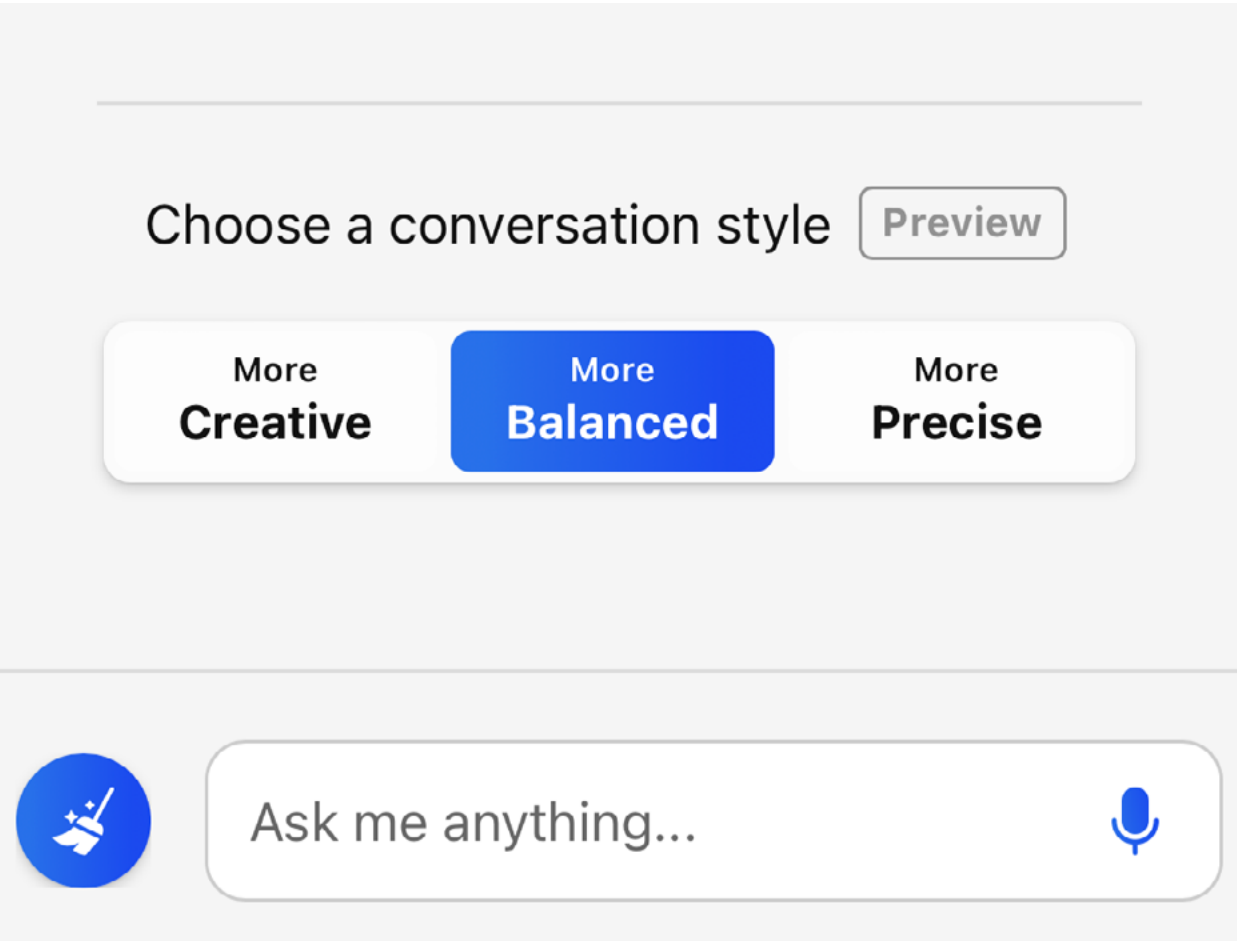 Choose a conversation style Preview
More More More
Creative Balanced Precise
Ask me anything...